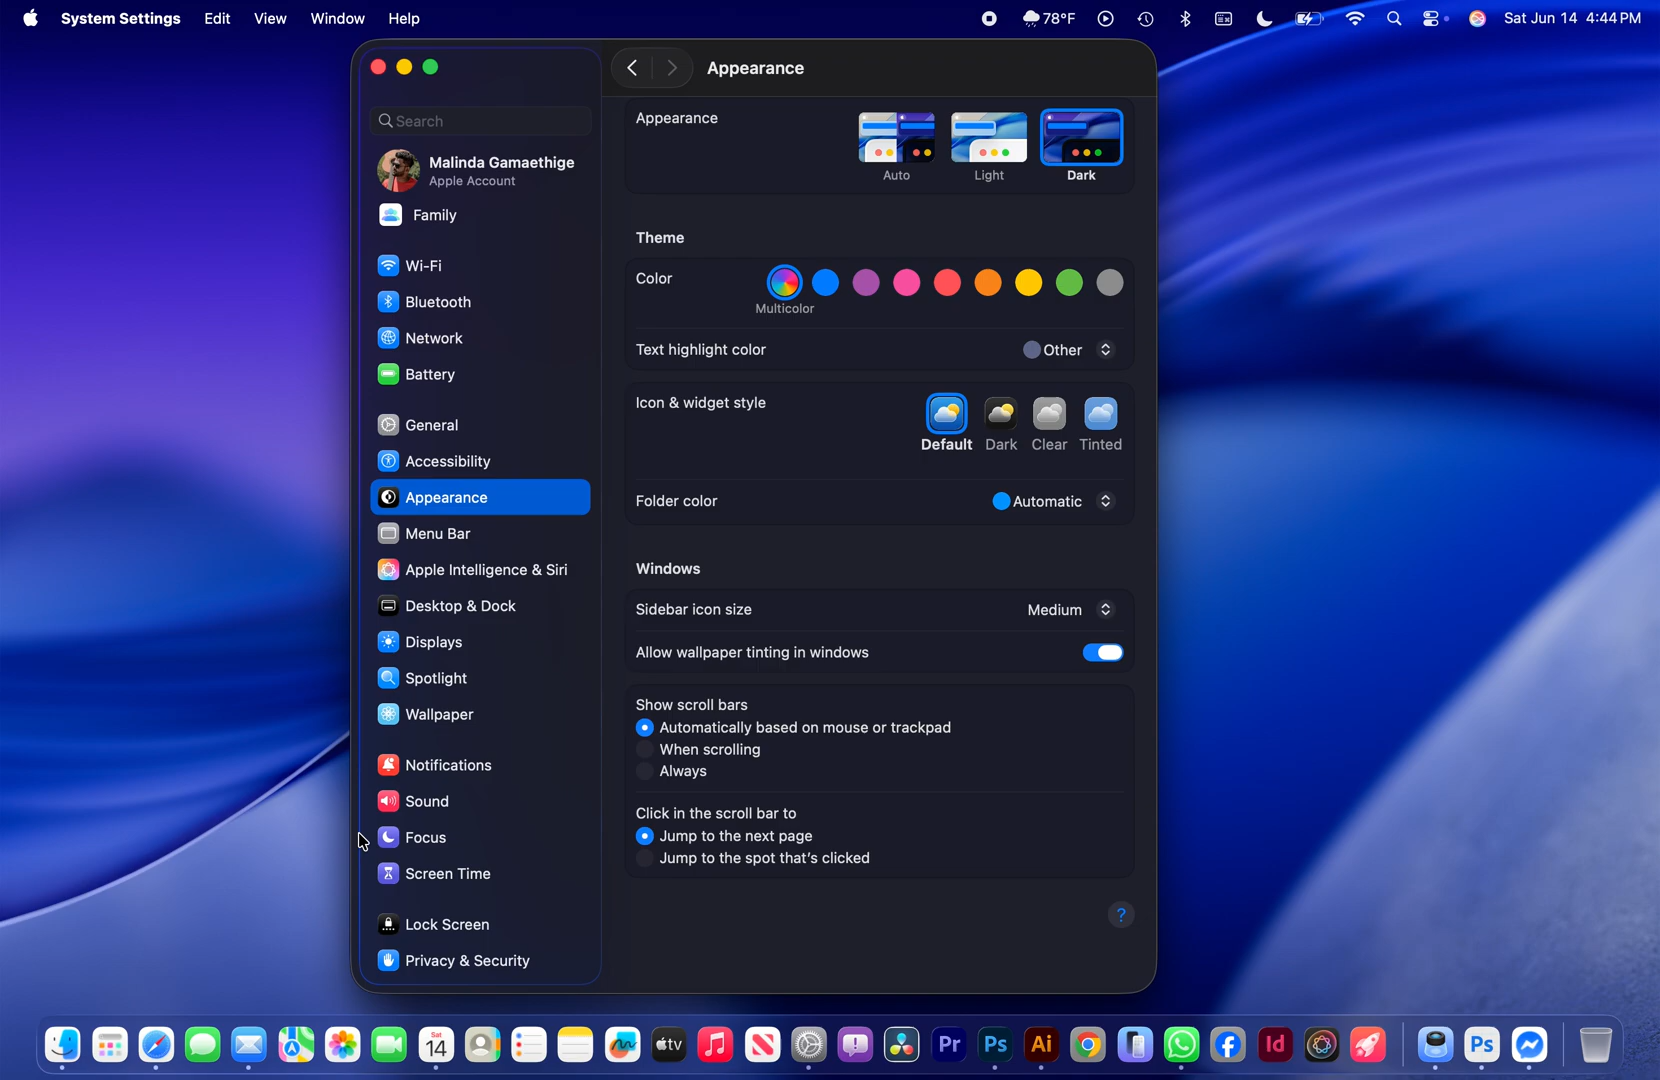 System Settings Edit View Window Help 78°F Sat Jun 14 4:44 PM
Appearance
Search
Malinda Gamaethige
Apple Account
Family
Wi-Fi
Bluetooth
Network
Battery
General
Accessibility
Appearance
Menu Bar
Apple Intelligence & Siri
Desktop & Dock
Displays
Spotlight
Wallpaper
Notifications
Sound
Focus
Screen Time
Lock Screen
Privacy & Security
Appearance
Auto Light Dark
Theme
Color
Multicolor
Text highlight color Other
Icon & widget style
Default Dark Clear Tinted
Folder color Automatic
Windows
Sidebar icon size Medium
Allow wallpaper tinting in windows
Show scroll bars
Automatically based on mouse or trackpad
When scrolling
Always
Click in the scroll bar to
Jump to the next page
Jump to the spot that's clicked
?
Sat
14 tv Pr Ps Ai Id Ps